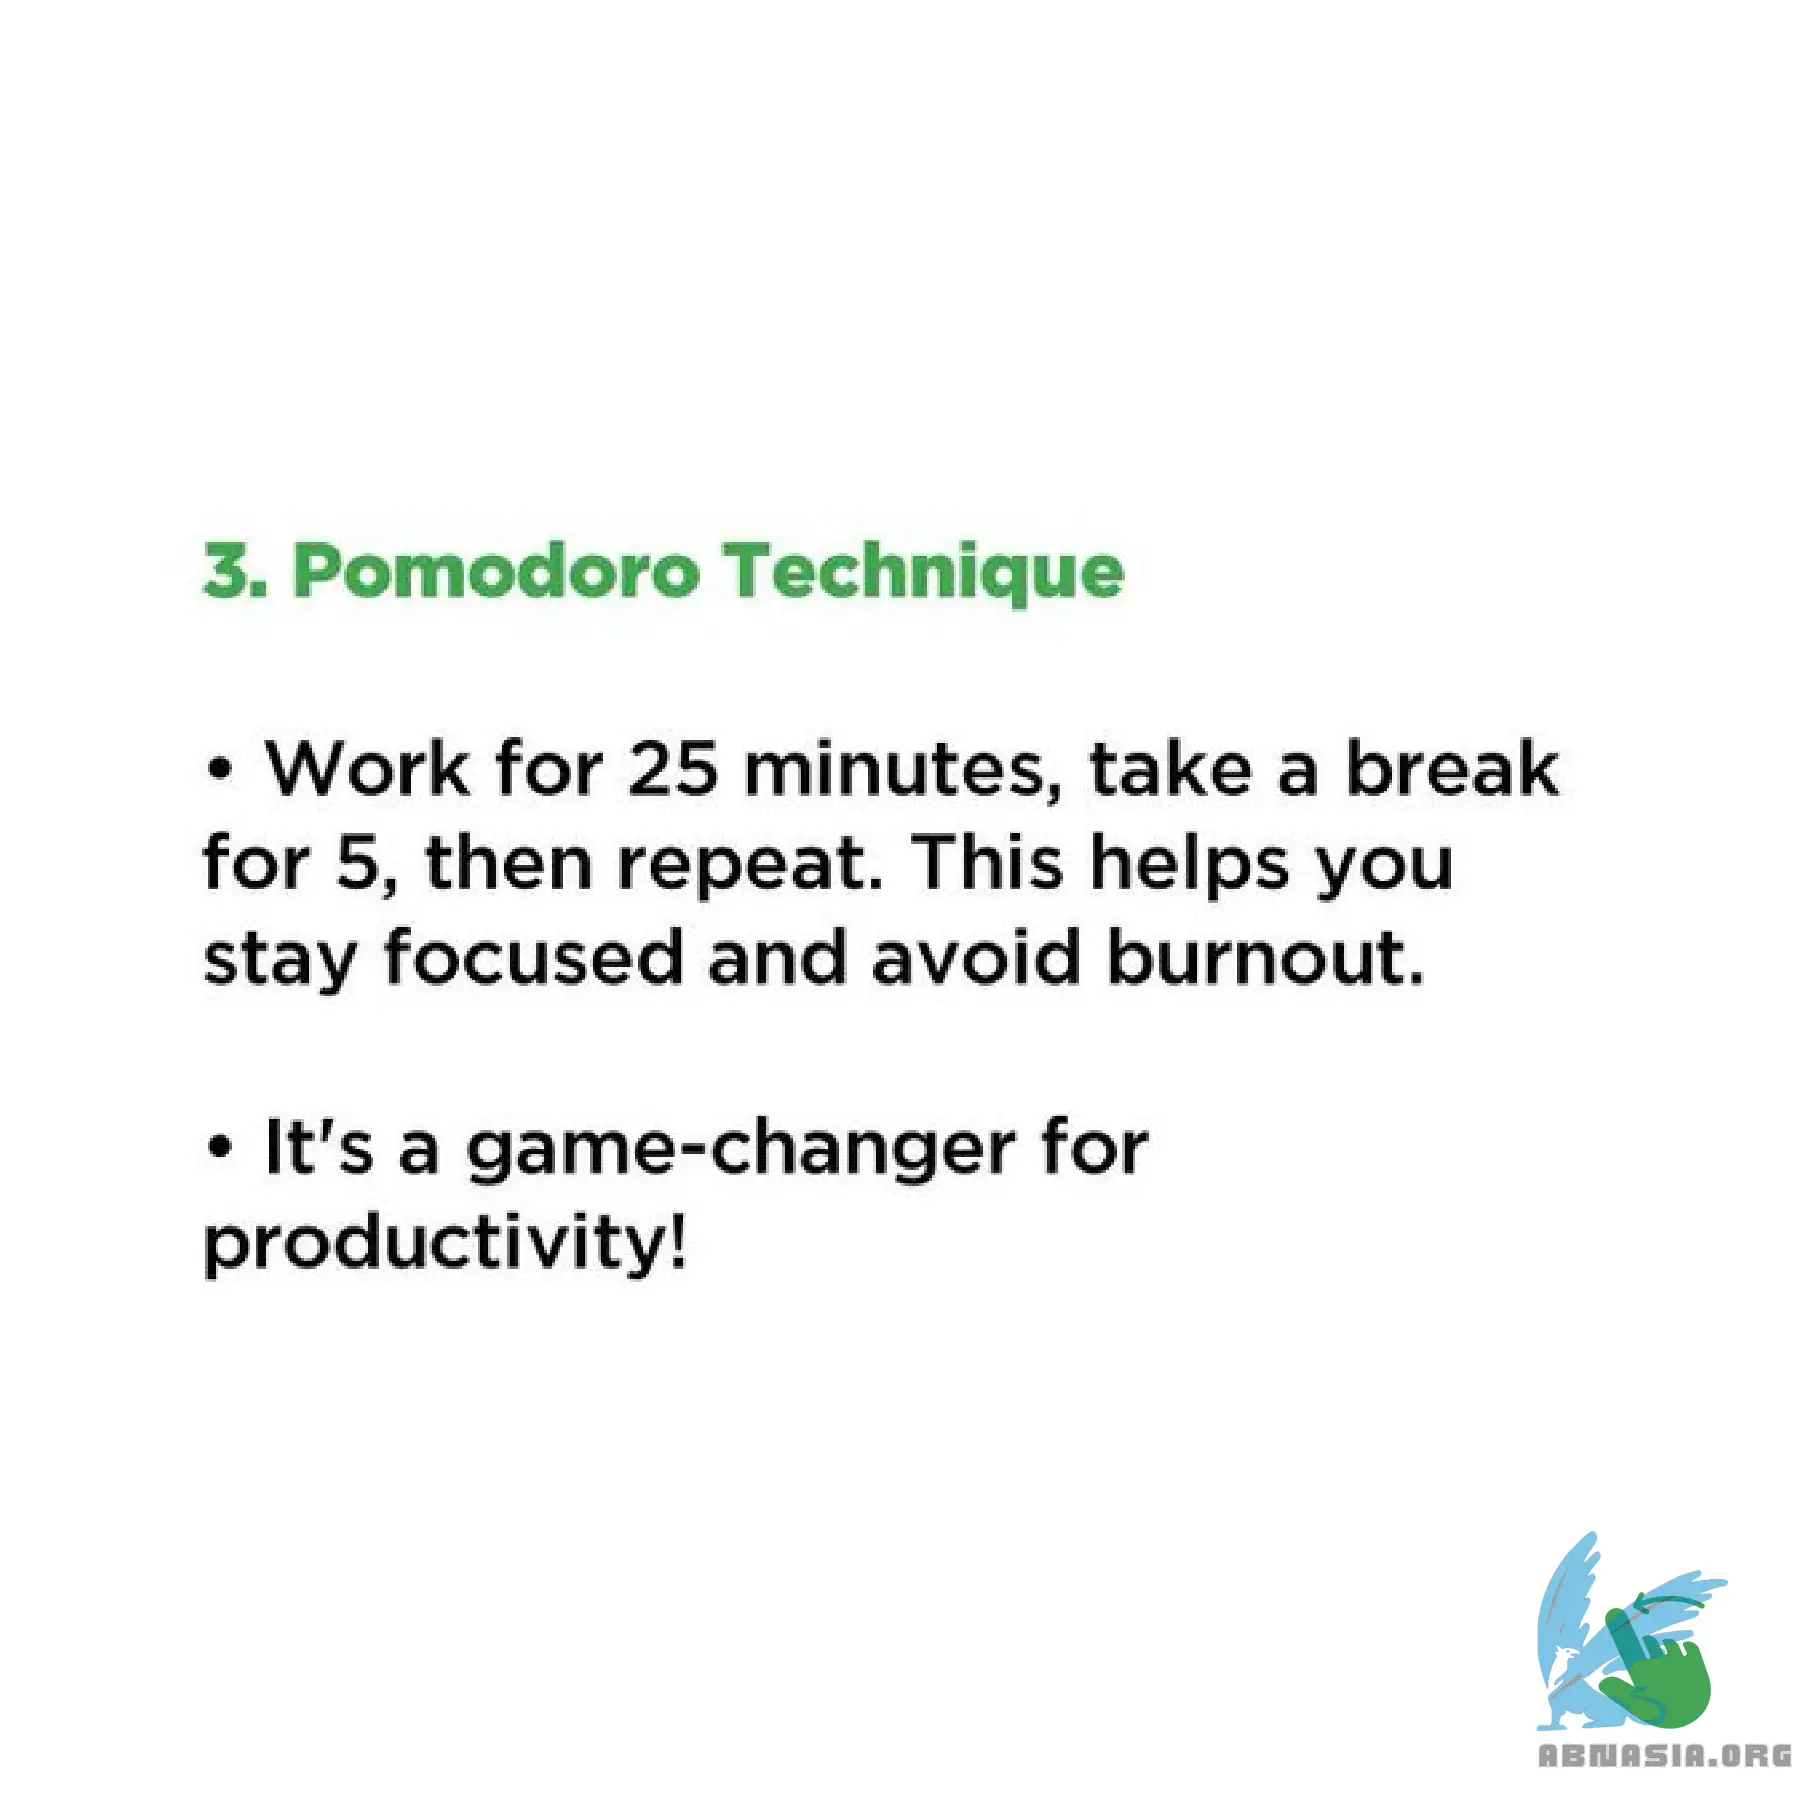 3. Pomodoro Technique
• Work for 25 minutes, take a break
for 5, then repeat. This helps you
stay focused and avoid burnout.
• It's a game-changer for
productivity!
ABNASIA.ORG